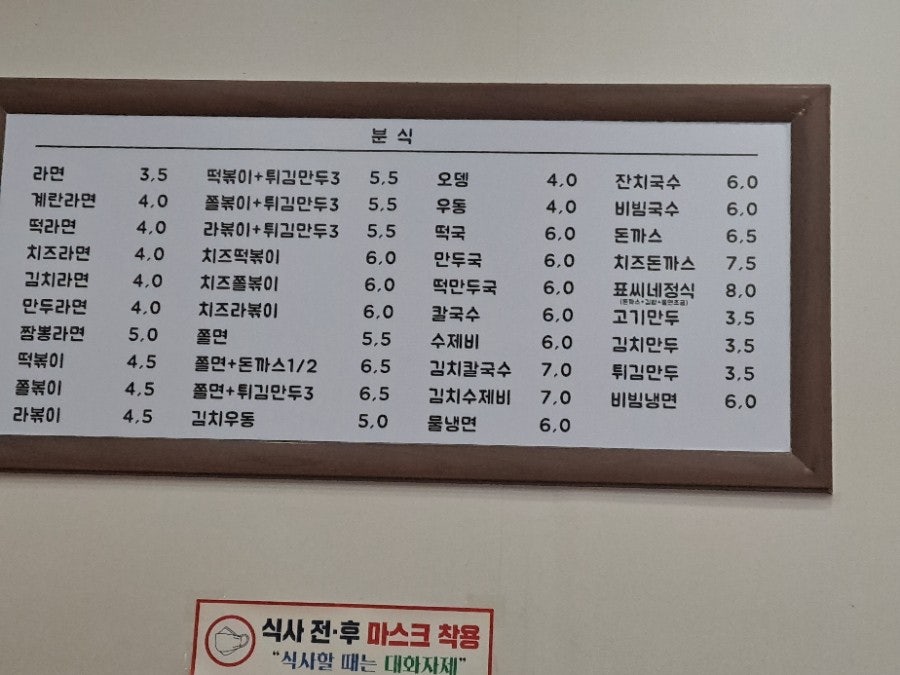 분 식
라면 3,5
계란라면 4,0
떡라면 4,0
치즈라면 4,0
김치라면 4,0
만두라면 4,0
짬뽕라면 5,0
떡볶이 4,5
쫄볶이 4,5
라볶이 4,5
떡볶이+튀김만두3 5,5
쫄볶이+튀김만두3 5,5
라볶이+튀김만두3 5,5
치즈떡볶이 6,0
치즈쫄볶이 6,0
치즈라볶이 6,0
쫄면 5,5
쫄면+돈까스1/2 6,5
쫄면+튀김만두3 6,5
김치우동 5,0
오뎅 4,0
우동 4,0
떡국 6,0
만두국 6,0
떡만두국 6,0
칼국수 6,0
수제비 6,0
김치칼국수 7,0
김치수제비 7,0
물냉면 6,0
잔치국수 6,0
비빔국수 6,0
돈까스 6,5
치즈돈까스 7,5
표씨네정식 8,0
(돈까스+김밥+쫄면조금)
고기만두 3,5
김치만두 3,5
튀김만두 3,5
비빔냉면 6,0
식사 전·후 마스크 착용
"식사할 때는 대화자제"